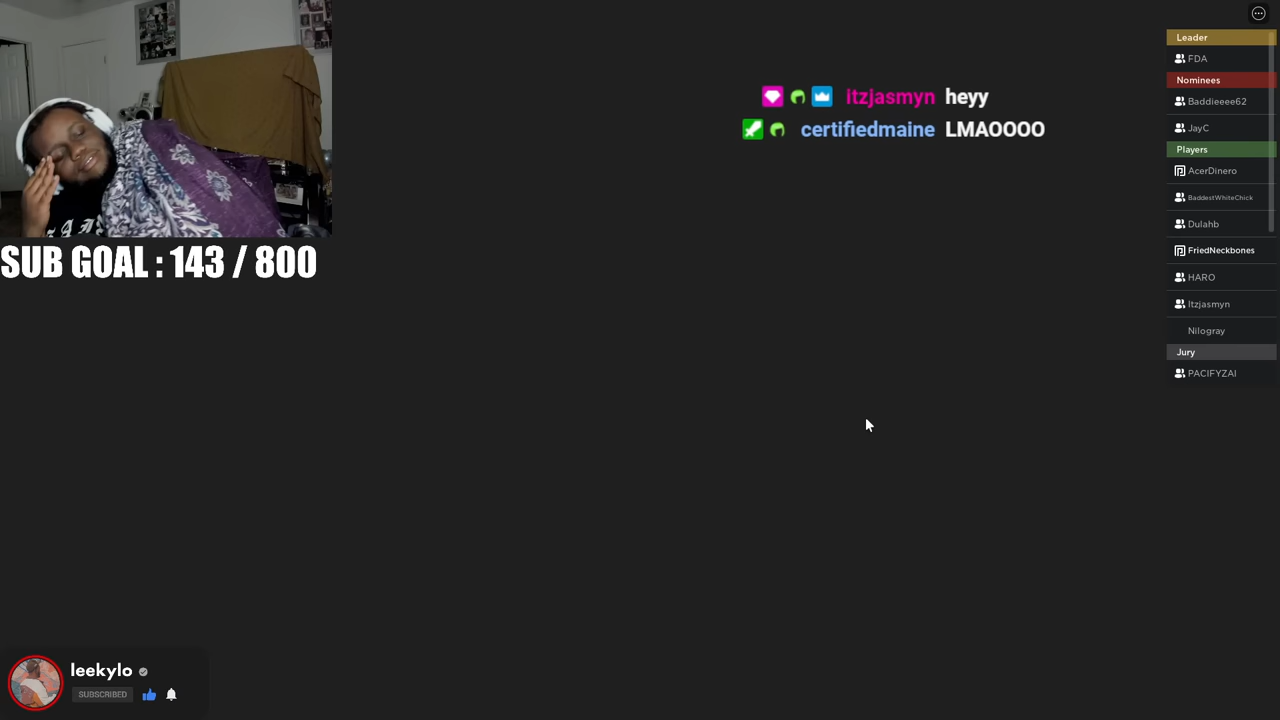 itzjasmyn heyy
certifiedmaine LMAOOOO
SUB GOAL : 143 / 800
Leader
FDA
Nominees
Baddieeee62
JayC
Players
AcerDinero
BaddestWhiteChick
Dulahb
FriedNeckbones
HARO
Itzjasmyn
Nilogray
Jury
PACIFYZAI
leekylo
SUBSCRIBED